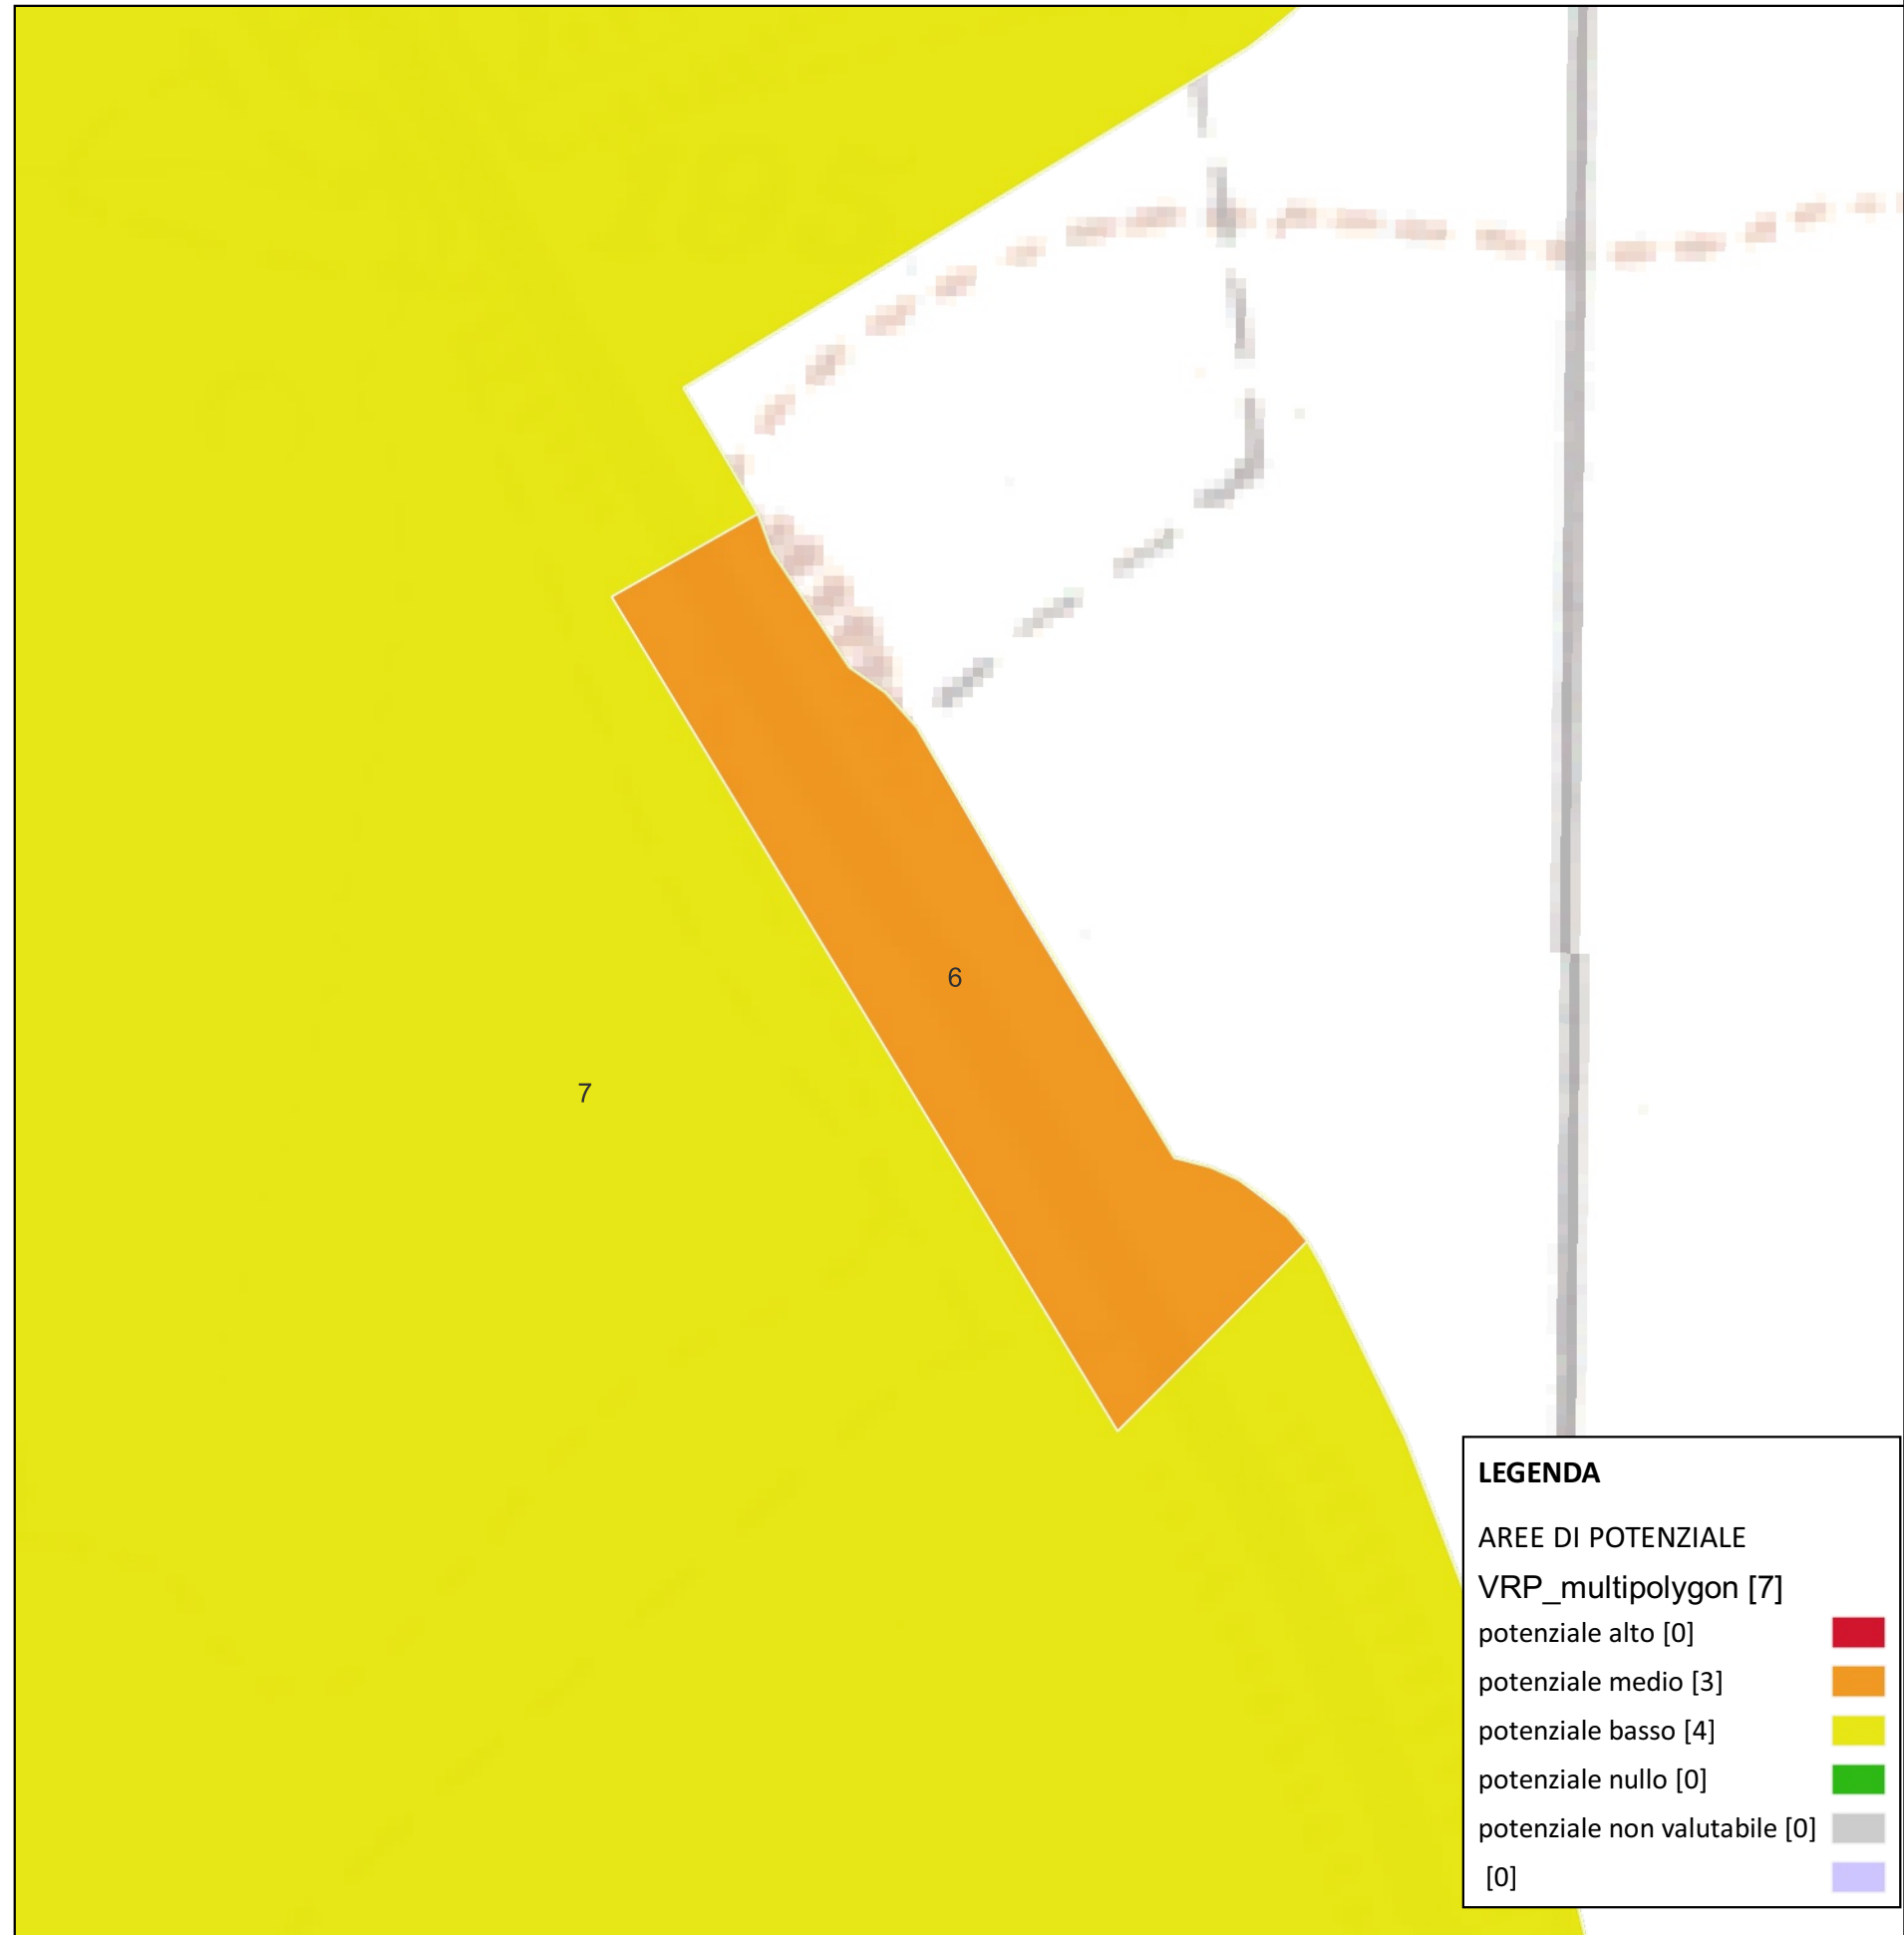 6
7
LEGENDA
AREE DI POTENZIALE
VRP_multipolygon [7]
potenziale alto [0]
potenziale medio [3]
potenziale basso [4]
potenziale nullo [0]
potenziale non valutabile [0]
[0]